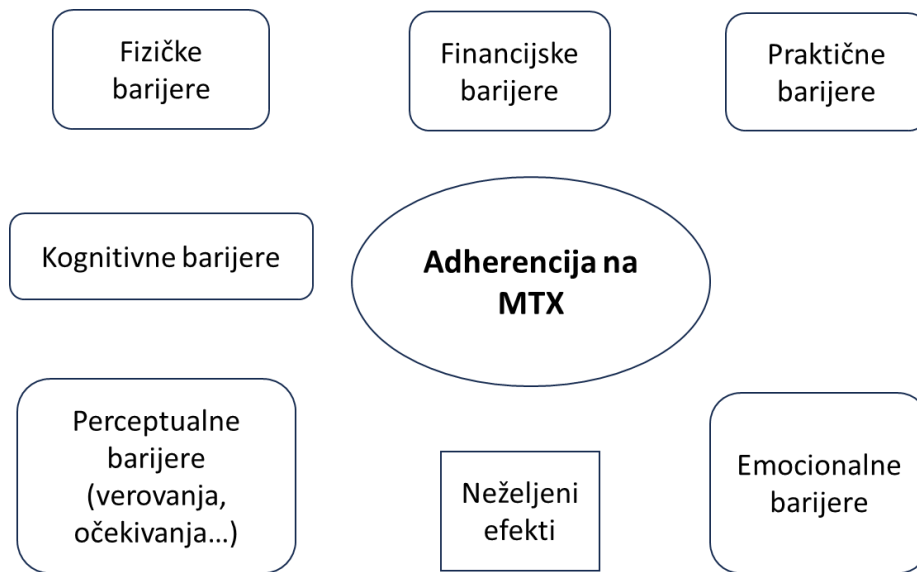 Fizičke
barijere
Financijske
barijere
Praktične
barijere
Kognitivne barijere
Adherencija na
MTX
Perceptualne
barijere
(verovanja,
očekivanja...)
Neželjeni
efekti
Emocionalne
barijere